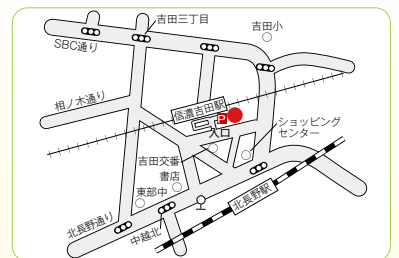 吉田三丁目
吉田小
SBC通り
相ノ木通り
信濃吉田駅
P
入口
ショッピング
センター
吉田交番
書店
東部中
北長野通り
中越北
北長野駅